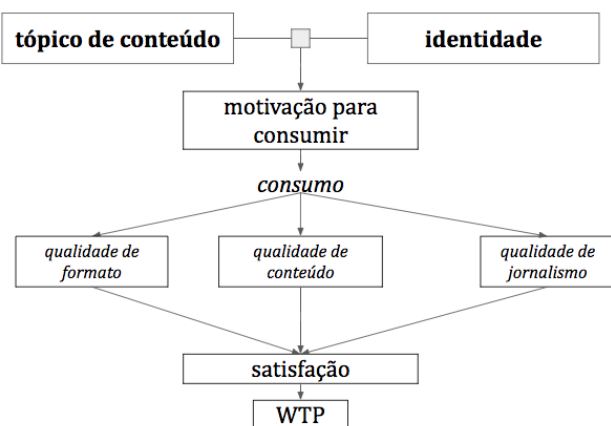 tópico de conteúdo
identidade
motivação para
consumir
consumo
qualidade de
formato
qualidade de
conteúdo
qualidade de
jornalismo
satisfação
WTP